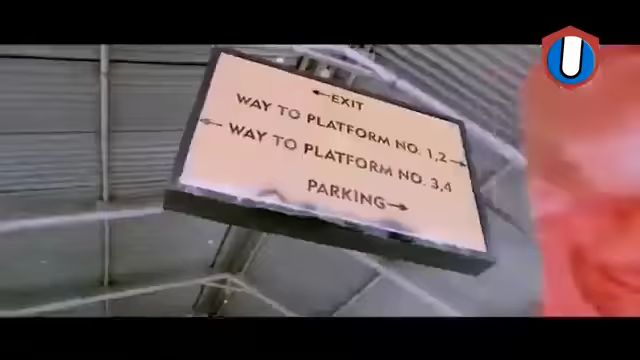 ←EXIT
WAY TO PLATFORM NO. 1,2→
←WAY TO PLATFORM NO. 3,4
PARKING→
U